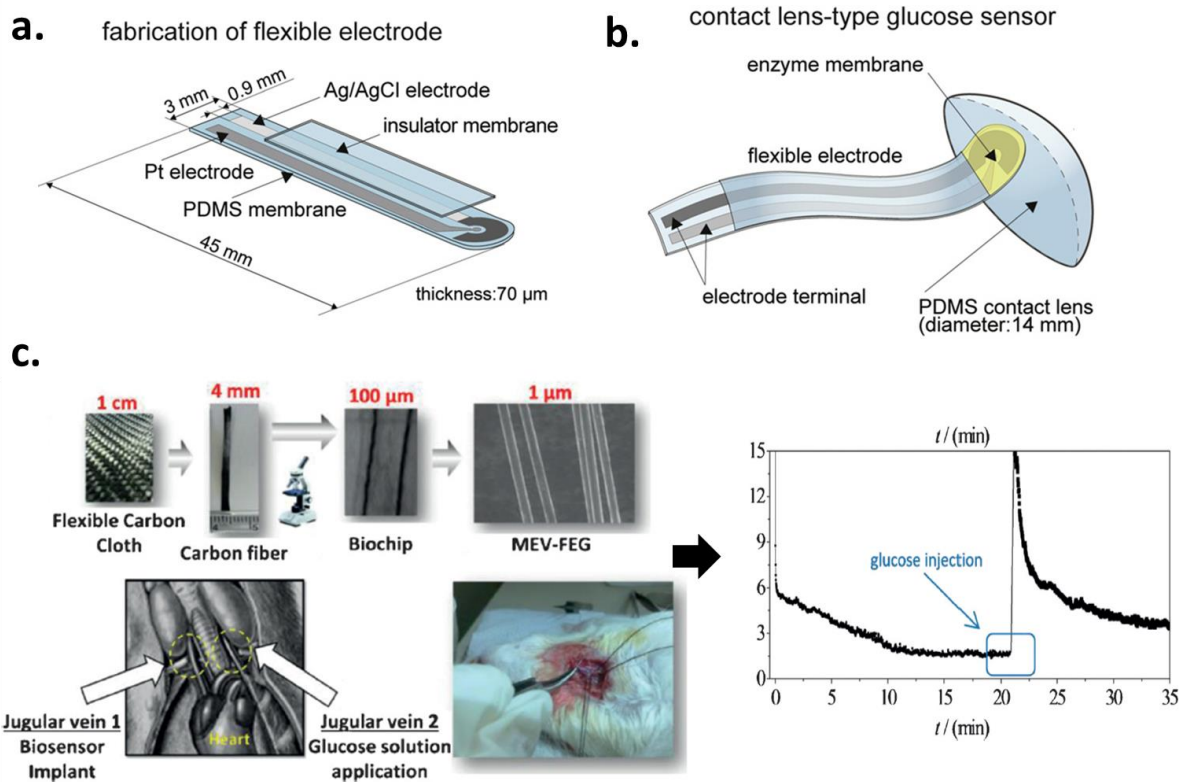 a.
fabrication of flexible electrode
3 mm
0.9 mm
Ag/AgCl electrode
insulator membrane
Pt electrode
PDMS membrane
45 mm
thickness:70 µm
b.
contact lens-type glucose sensor
enzyme membrane
flexible electrode
electrode terminal
PDMS contact lens
(diameter:14 mm)
c.
1 cm
4 mm
100 µm
1 µm
Flexible Carbon
Cloth
Carbon fiber
Biochip
MEV-FEG
Jugular vein 1
Biosensor
Implant
Heart
Jugular vein 2
Glucose solution
application
t / (min)
15
12
9
6
3
0
glucose injection
0 5 10 15 20 25 30 35
t / (min)